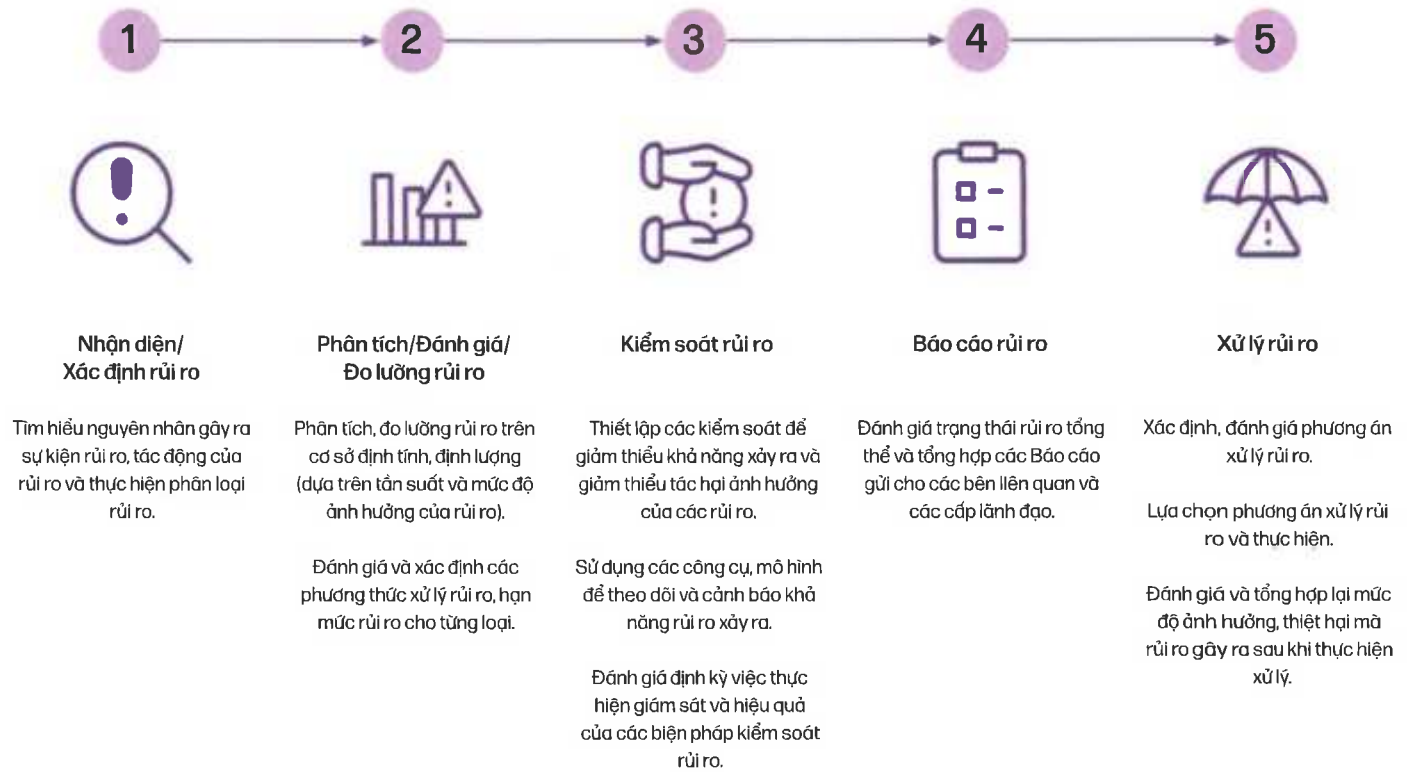 1
2
3
4
5
Nhận diện/
Xác định rủi ro
Tìm hiểu nguyên nhân gây ra
sự kiện rủi ro, tác động của
rủi ro và thực hiện phân loại
rủi ro.
Phân tích/Đánh giá/
Đo lường rủi ro
Phân tích, đo lường rủi ro trên
cơ sở định tính, định lượng
(dựa trên tần suất và mức độ
ảnh hưởng của rủi ro).
Đánh giá và xác định các
phương thức xử lý rủi ro, hạn
mức rủi ro cho từng loại.
Kiểm soát rủi ro
Thiết lập các kiểm soát để
giảm thiểu khả năng xảy ra và
giảm thiểu tác hại ảnh hưởng
của các rủi ro.
Sử dụng các công cụ, mô hình
để theo dõi và cảnh báo khả
năng rủi ro xảy ra.
Đánh giá định kỳ việc thực
hiện giám sát và hiệu quả
của các biện pháp kiểm soát
rủi ro.
Báo cáo rủi ro
Đánh giá trạng thái rủi ro tổng
thể và tổng hợp các Báo cáo
gửi cho các bên liên quan và
các cấp lãnh đạo.
Xử lý rủi ro
Xác định, đánh giá phương án
xử lý rủi ro.
Lựa chọn phương án xử lý rủi
ro và thực hiện.
Đánh giá và tổng hợp lại mức
độ ảnh hưởng, thiệt hại mà
rủi ro gây ra sau khi thực hiện
xử lý.